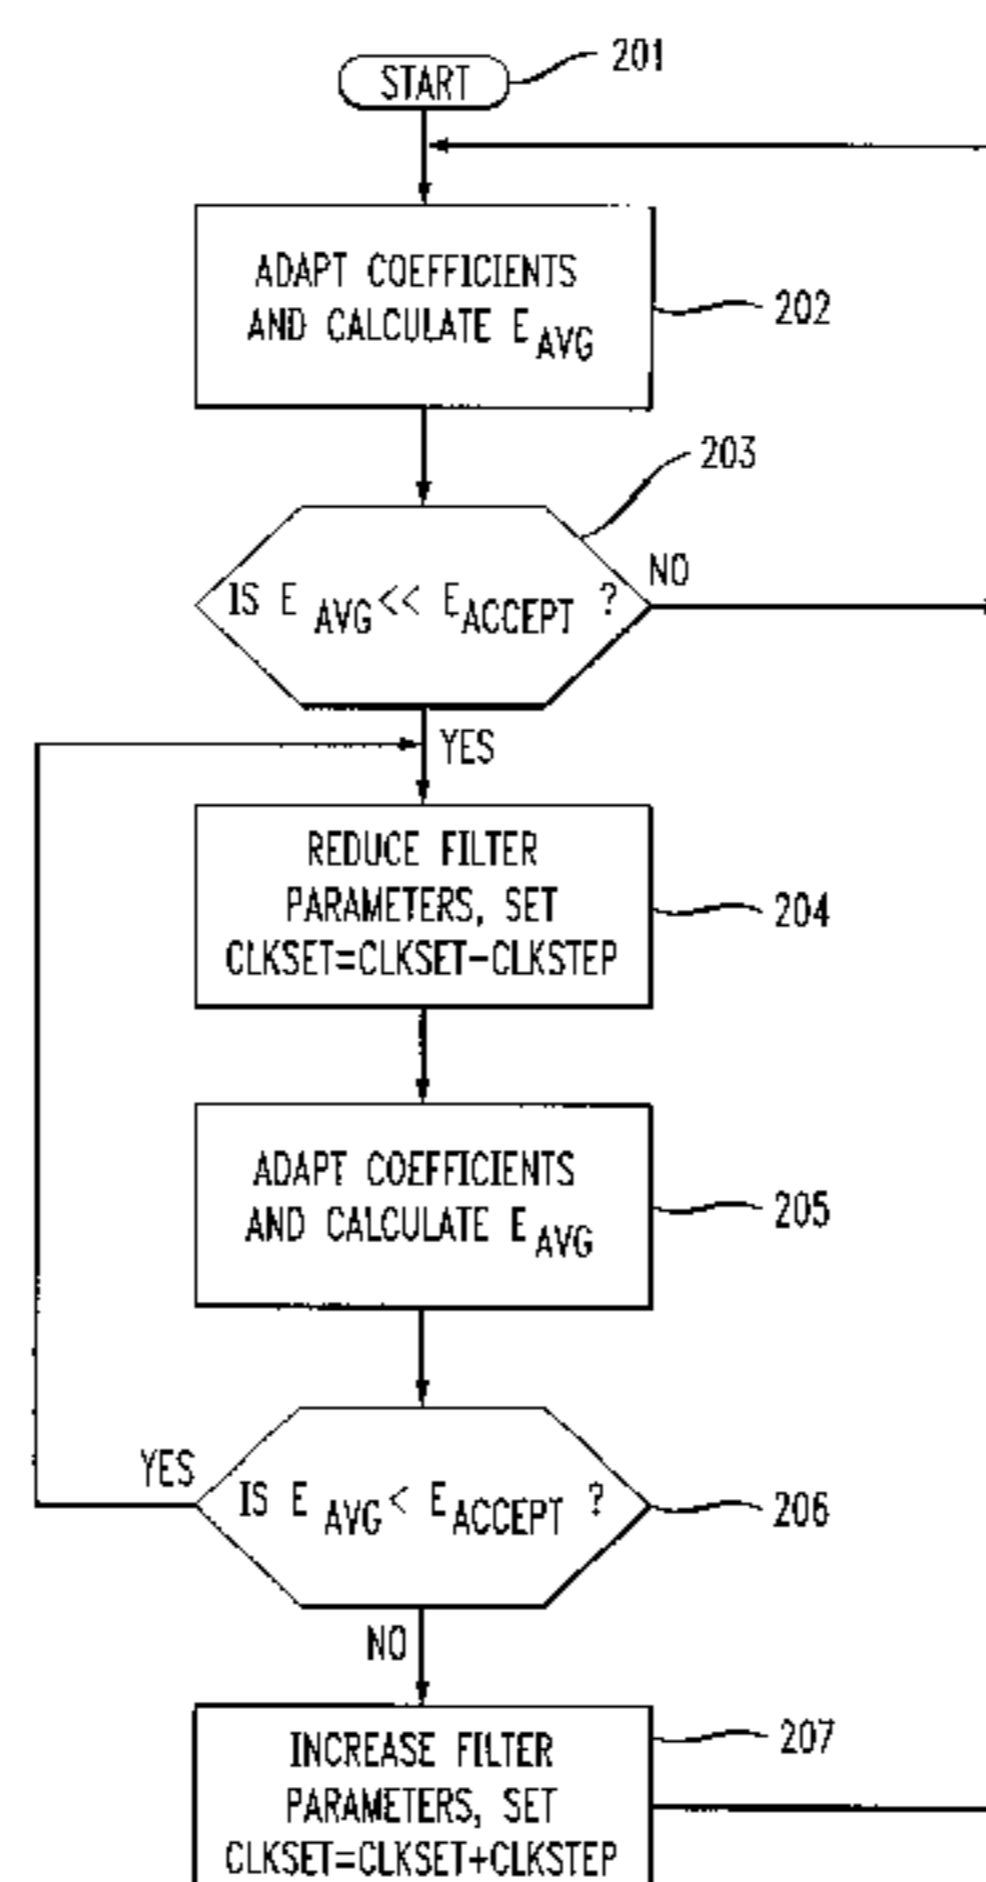 START
201
ADAPT COEFFICIENTS
AND CALCULATE E AVG
202
203
IS E AVG << E ACCEPT ?
NO
YES
REDUCE FILTER
PARAMETERS, SET
CLKSET=CLKSET-CLKSTEP
204
ADAPT COEFFICIENTS
AND CALCULATE E AVG
205
YES
IS E AVG < E ACCEPT ?
206
NO
INCREASE FILTER
PARAMETERS, SET
CLKSET=CLKSET+CLKSTEP
207